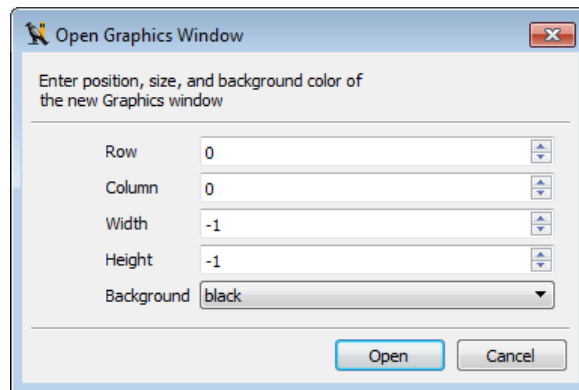 Open Graphics Window
Enter position, size, and background color of
the new Graphics window
Row 0
Column 0
Width -1
Height -1
Background black
Open Cancel